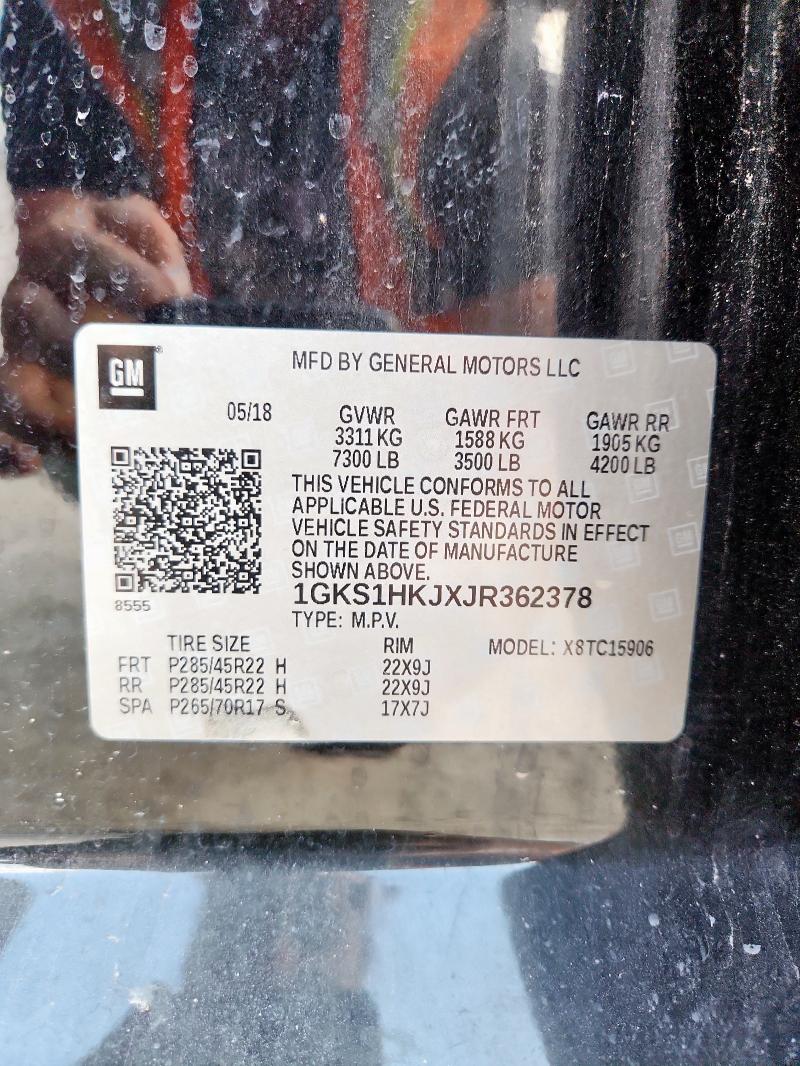 GM
MFD BY GENERAL MOTORS LLC
05/18 GVWR GAWR FRT GAWR RR
3311 KG 1588 KG 1905 KG
7300 LB 3500 LB 4200 LB
THIS VEHICLE CONFORMS TO ALL
APPLICABLE U.S. FEDERAL MOTOR
VEHICLE SAFETY STANDARDS IN EFFECT
ON THE DATE OF MANUFACTURE
SHOWN ABOVE.
8555
1GKS1HKJXJR362378
TYPE: M.P.V.
TIRE SIZE RIM MODEL: X8TC15906
FRT P285/45R22 H 22X9J
RR P285/45R22 H 22X9J
SPA P265/70R17 S 17X7J